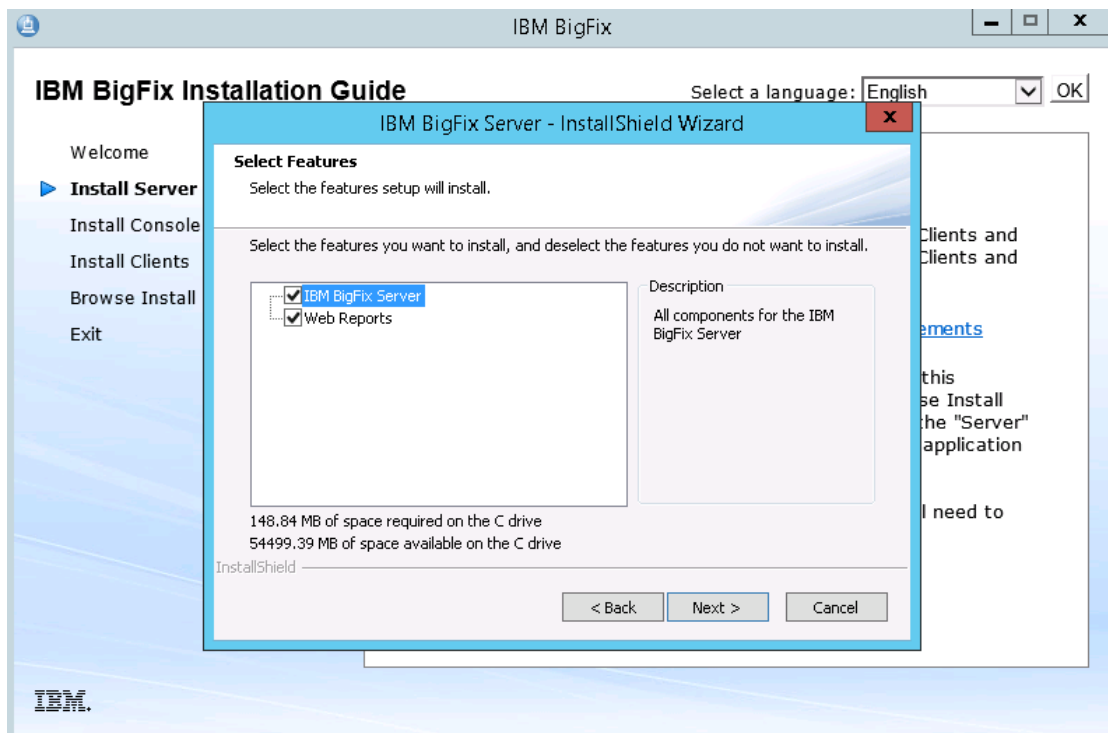 IBM BigFix
IBM BigFix Installation Guide
Select a language: English OK
Welcome
Install Server
Install Console
Install Clients
Browse Install
Exit
IBM BigFix Server - InstallShield Wizard
Select Features
Select the features setup will install.
Select the features you want to install, and deselect the features you do not want to install.
IBM BigFix Server
Web Reports
Description
All components for the IBM
BigFix Server
148.84 MB of space required on the C drive
54499.39 MB of space available on the C drive
InstallShield
< Back Next > Cancel
Clients and
Clients and
ements
this
se Install
the "Server"
application
l need to
IBM.